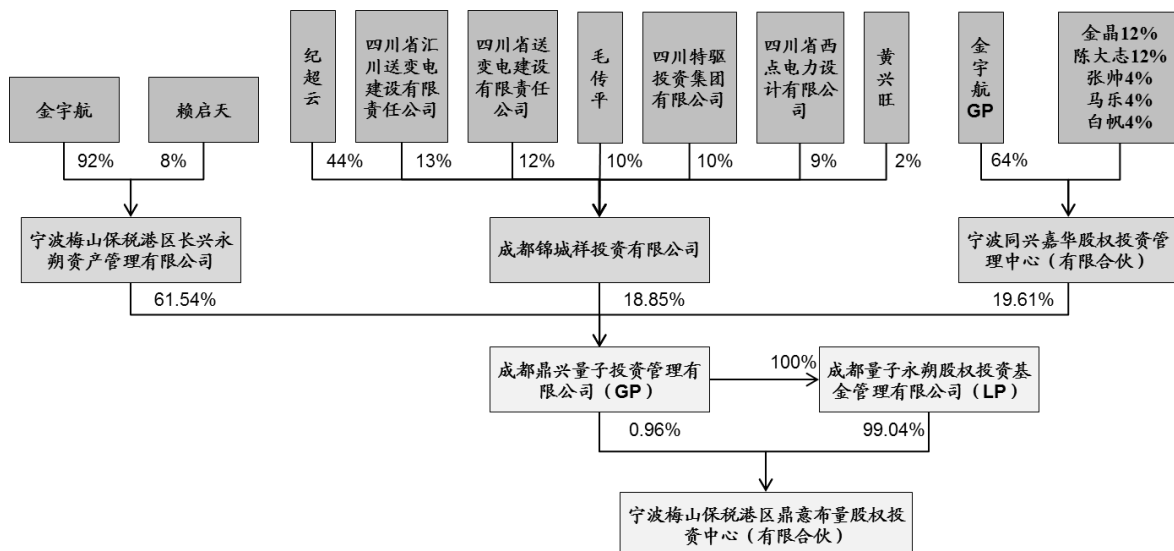 金宇航
赖启天
纪超云
四川省汇
川送变电
建设有限
责任公司
四川省送
变电建设
有限责任
公司
毛传平
四川特驱
投资集团
有限公司
四川省西
点电力设
计有限公
司
黄兴旺
金宇航
GP
金晶12%
陈大志12%
张帅4%
马乐4%
白帆4%
92%
8%
44%
13%
12%
10%
10%
9%
2%
64%
宁波梅山保税港区长兴永
朔资产管理有限公司
成都锦城祥投资有限公司
宁波同兴嘉华股权投资管
理中心（有限合伙）
61.54%
18.85%
19.61%
成都鼎兴量子投资管理有
限公司（GP）
100%
成都量子永朔股权投资基
金管理有限公司（LP）
0.96%
99.04%
宁波梅山保税港区鼎意布量股权投
资中心（有限合伙）